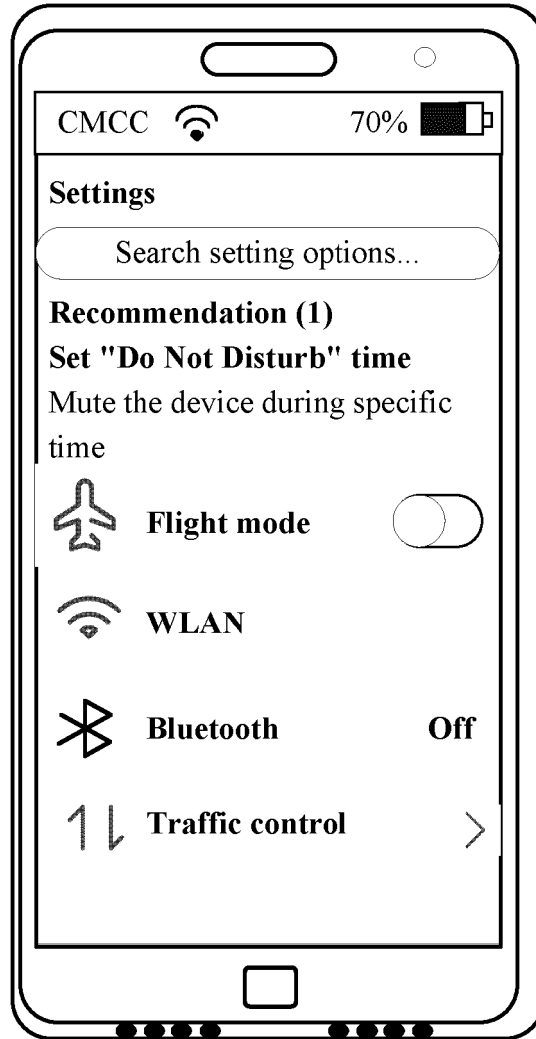 CMCC 70%
Settings
Search setting options...
Recommendation (1)
Set "Do Not Disturb" time
Mute the device during specific
time
Flight mode
WLAN
Bluetooth Off
Traffic control